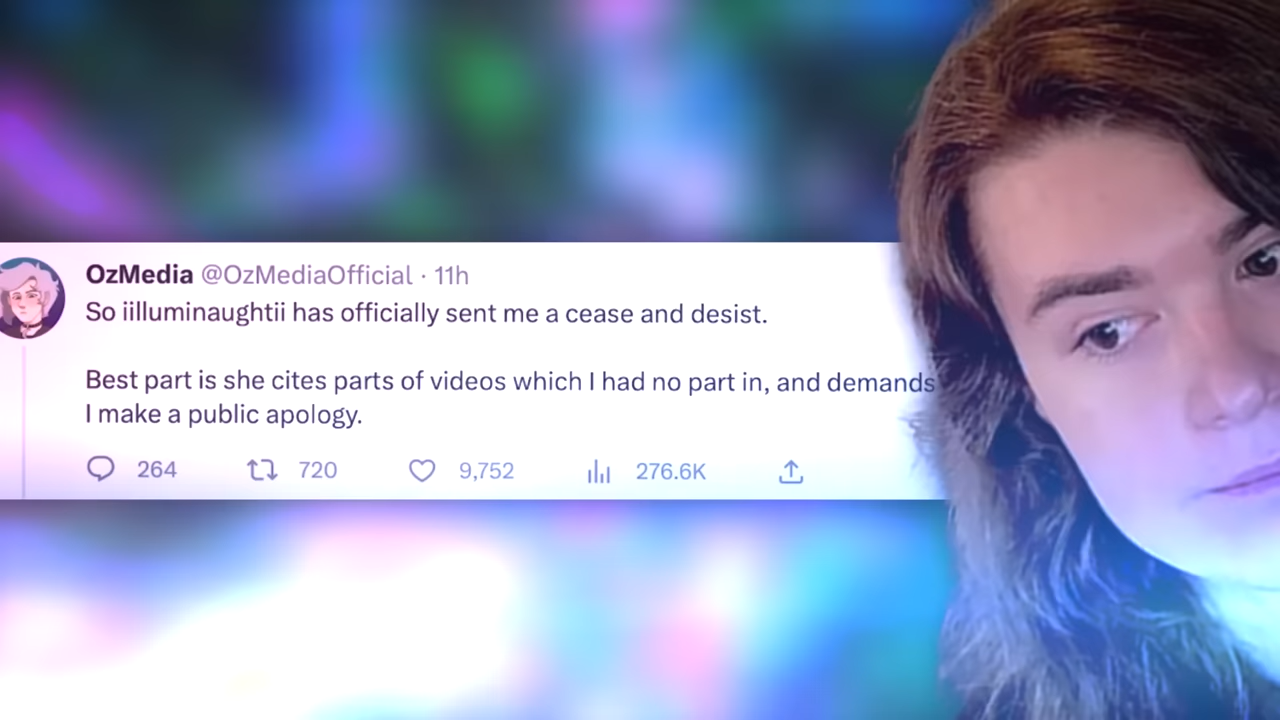 OzMedia @OzMediaOfficial · 11h
So iilluminaughtii has officially sent me a cease and desist.
Best part is she cites parts of videos which I had no part in, and demands
I make a public apology.
264 720 9,752 276.6K